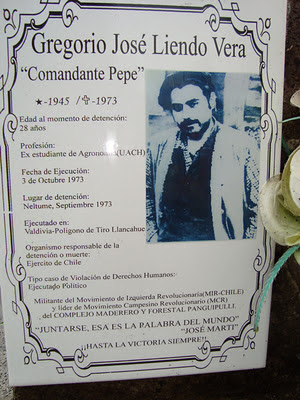 Gregorio José Liendo Vera
“Comandante Pepe”
★-1945 / ✞-1973
Edad al momento de detención:
28 años
Profesión:
Ex estudiante de Agronomía(UACH)
Fecha de Ejecución:
3 de Octubre 1973
Lugar de detención:
Neltume, Septiembre 1973
Ejecutado en:
Valdivia-Polígono de Tiro Llancahue
Organismo responsable de la
detención o muerte:
Ejercito de Chile
Tipo caso de Violación de Derechos Humanos:
Ejecutado Político
Militante del Movimiento de Izquierda Revolucionaria(MIR-CHILE)
y líder de Movimiento Campesino Revolucionario (MCR)
del COMPLEJO MADERERO Y FORESTAL PANGUIPULLI.
“JUNTARSE, ESA ES LA PALABRA DEL MUNDO”
“JOSÉ MARTI”
¡¡HASTA LA VICTORIA SIEMPRE!!